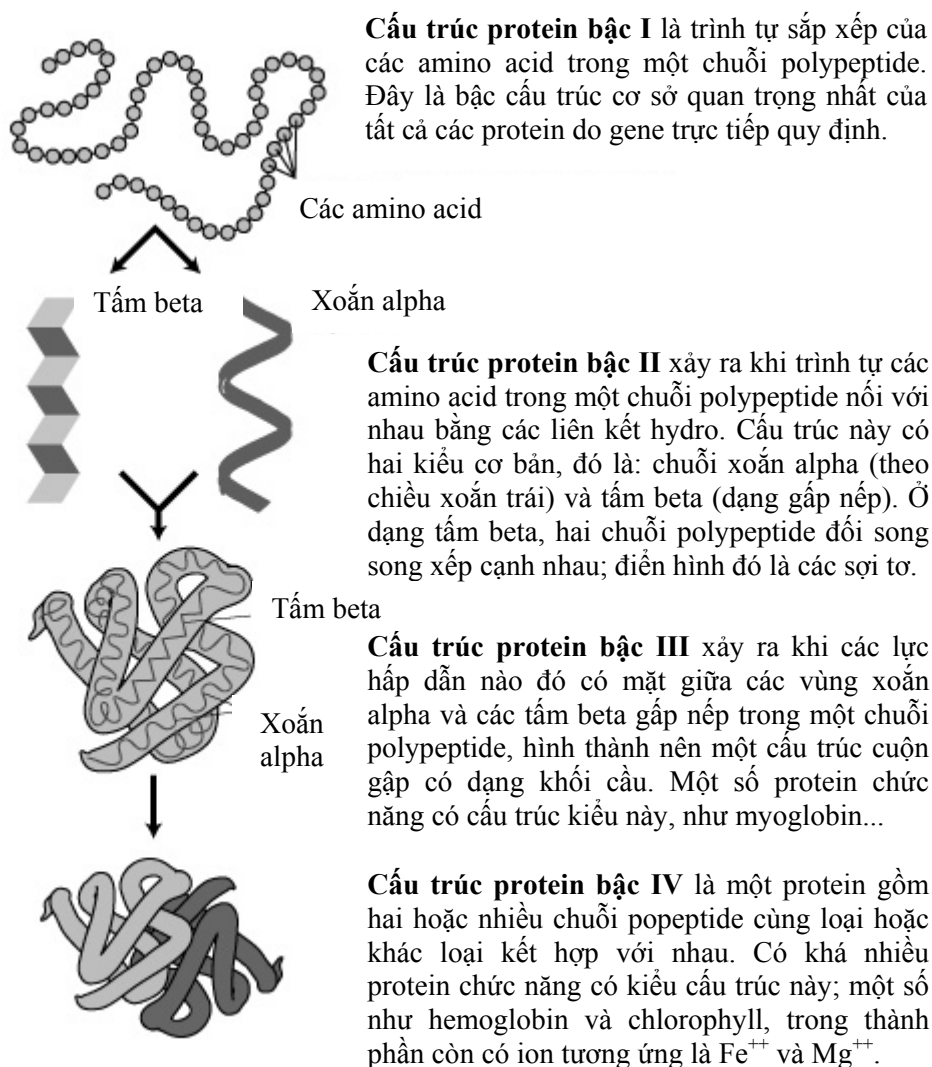 Cấu trúc protein bậc I là trình tự sắp xếp của
các amino acid trong một chuỗi polypeptide.
Đây là bậc cấu trúc cơ sở quan trọng nhất của
tất cả các protein do gene trực tiếp quy định.
Các amino acid
Tấm beta
Xoắn alpha
Cấu trúc protein bậc II xảy ra khi trình tự các
amino acid trong một chuỗi polypeptide nối với
nhau bằng các liên kết hydro. Cấu trúc này có
hai kiểu cơ bản, đó là: chuỗi xoắn alpha (theo
chiều xoắn trái) và tấm beta (dạng gấp nếp). Ở
dạng tấm beta, hai chuỗi polypeptide đối song
song xếp cạnh nhau; điển hình đó là các sợi tơ.
Tấm beta
Xoắn
alpha
Cấu trúc protein bậc III xảy ra khi các lực
hấp dẫn nào đó có mặt giữa các vùng xoắn
alpha và các tấm beta gấp nếp trong một chuỗi
polypeptide, hình thành nên một cấu trúc cuộn
gập có dạng khối cầu. Một số protein chức
năng có cấu trúc kiểu này, như myoglobin...
Cấu trúc protein bậc IV là một protein gồm
hai hoặc nhiều chuỗi popeptide cùng loại hoặc
khác loại kết hợp với nhau. Có khá nhiều
protein chức năng có kiểu cấu trúc này; một số
như hemoglobin và chlorophyll, trong thành
phần còn có ion tương ứng là Fe⁺⁺ và Mg⁺⁺.